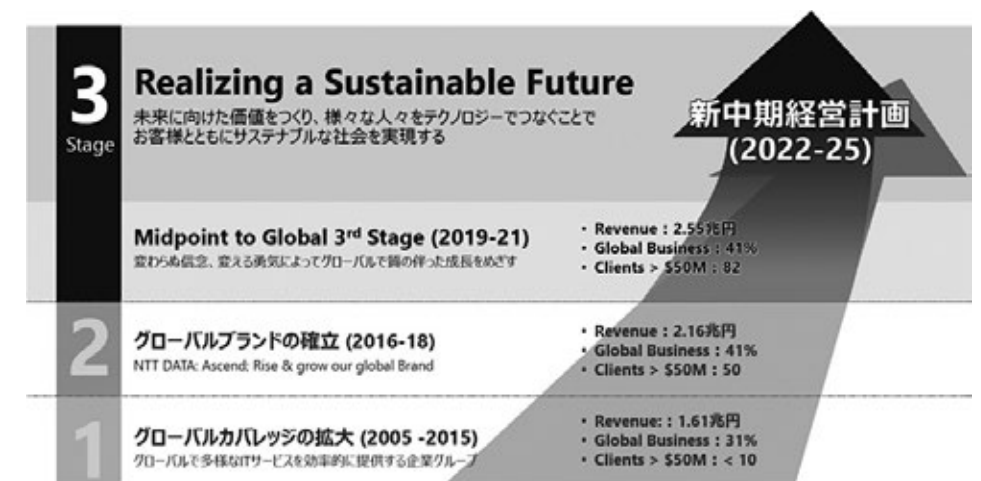 3
Stage
Realizing a Sustainable Future
未来に向けた価値をつくり、様々な人々をテクノロジーでつなぐことで
お客様とともにサステナブルな社会を実現する
新中期経営計画
(2022-25)
Midpoint to Global 3rd Stage (2019-21)
変わらぬ信念、変える勇気によってグローバルで質の伴った成長をめざす
・Revenue：2.55兆円
・Global Business：41%
・Clients > $50M：82
2
グローバルブランドの確立 (2016-18)
NTT DATA: Ascend; Rise & grow our global Brand
・Revenue：2.16兆円
・Global Business：41%
・Clients > $50M：50
1
グローバルカバレッジの拡大 (2005 -2015)
グローバルで多様なITサービスを効率的に提供する企業グループ
・Revenue:：1.61兆円
・Global Business：31%
・Clients > $50M：< 10